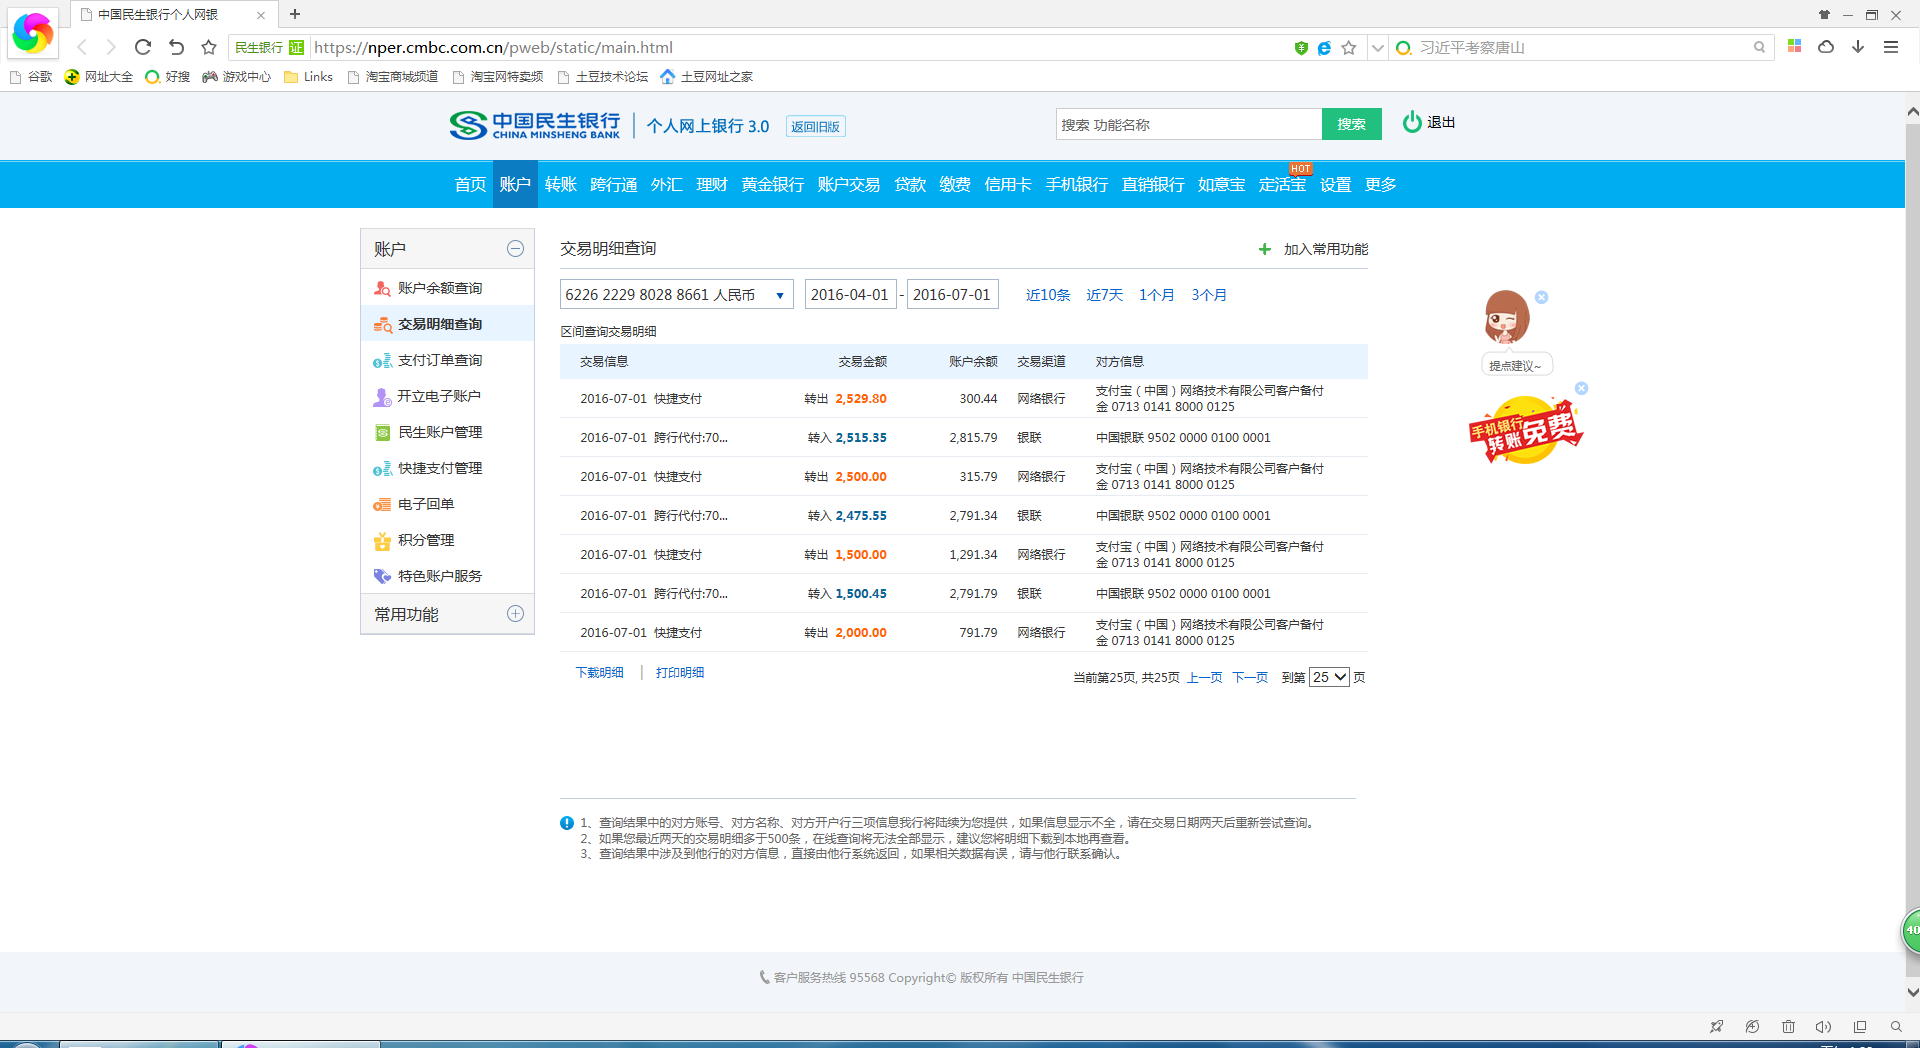 中国民生银行个人网银
民生银行 证 https://nper.cmbc.com.cn/pweb/static/main.html
习近平考察唐山
谷歌 网址大全 好搜 游戏中心 Links 淘宝商城频道 淘宝网特卖频 土豆技术论坛 土豆网址之家
中国民生银行
CHINA MINSHENG BANK
个人网上银行 3.0 返回旧版
搜索 功能名称 搜索 退出
HOT
首页 账户 转账 跨行通 外汇 理财 黄金银行 账户交易 贷款 缴费 信用卡 手机银行 直销银行 如意宝 定活宝 设置 更多
账户
账户余额查询
交易明细查询
支付订单查询
开立电子账户
民生账户管理
快捷支付管理
电子回单
积分管理
特色账户服务
常用功能
交易明细查询 加入常用功能
6226 2229 8028 8661 人民币 2016-04-01 - 2016-07-01 近10条 近7天 1个月 3个月
区间查询交易明细
交易信息 交易金额 账户余额 交易渠道 对方信息
2016-07-01 快捷支付 转出 2,529.80 300.44 网络银行 支付宝（中国）网络技术有限公司客户备付
金 0713 0141 8000 0125
2016-07-01 跨行代付:70... 转入 2,515.35 2,815.79 银联 中国银联 9502 0000 0100 0001
2016-07-01 快捷支付 转出 2,500.00 315.79 网络银行 支付宝（中国）网络技术有限公司客户备付
金 0713 0141 8000 0125
2016-07-01 跨行代付:70... 转入 2,475.55 2,791.34 银联 中国银联 9502 0000 0100 0001
2016-07-01 快捷支付 转出 1,500.00 1,291.34 网络银行 支付宝（中国）网络技术有限公司客户备付
金 0713 0141 8000 0125
2016-07-01 跨行代付:70... 转入 1,500.45 2,791.79 银联 中国银联 9502 0000 0100 0001
2016-07-01 快捷支付 转出 2,000.00 791.79 网络银行 支付宝（中国）网络技术有限公司客户备付
金 0713 0141 8000 0125
下载明细 | 打印明细 当前第25页, 共25页 上一页 下一页 到第 25 页
提点建议~
手机银行
转账免费
1、查询结果中的对方账号、对方名称、对方开户行三项信息我行将陆续为您提供，如果信息显示不全，请在交易日期两天后重新尝试查询。
2、如果您最近两天的交易明细多于500条，在线查询将无法全部显示，建议您将明细下载到本地再查看。
3、查询结果中涉及到他行的对方信息，直接由他行系统返回，如果相关数据有误，请与他行联系确认。
40
客户服务热线 95568 Copyright© 版权所有 中国民生银行